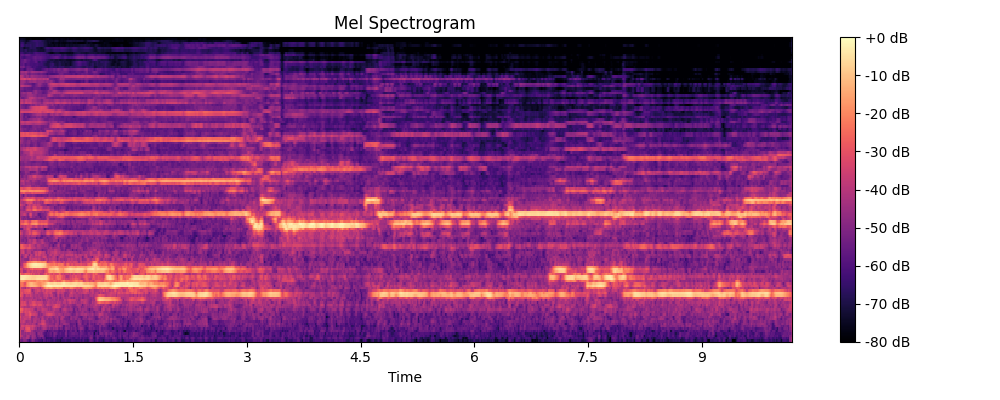 Mel Spectrogram
+0 dB
-10 dB
-20 dB
-30 dB
-40 dB
-50 dB
-60 dB
-70 dB
-80 dB
0 1.5 3 4.5 6 7.5 9
Time